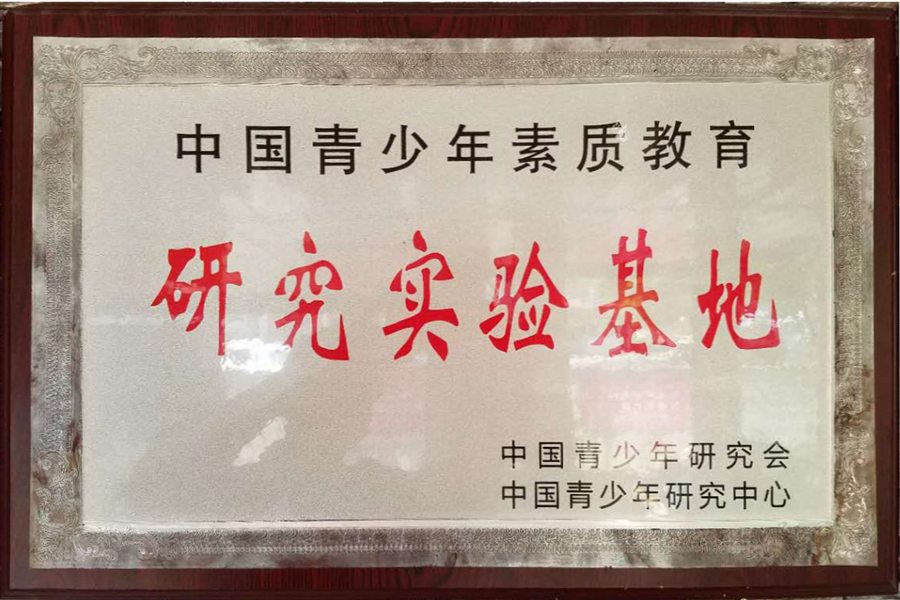 中国青少年素质教育
研究实验基地
中国青少年研究会
中国青少年研究中心